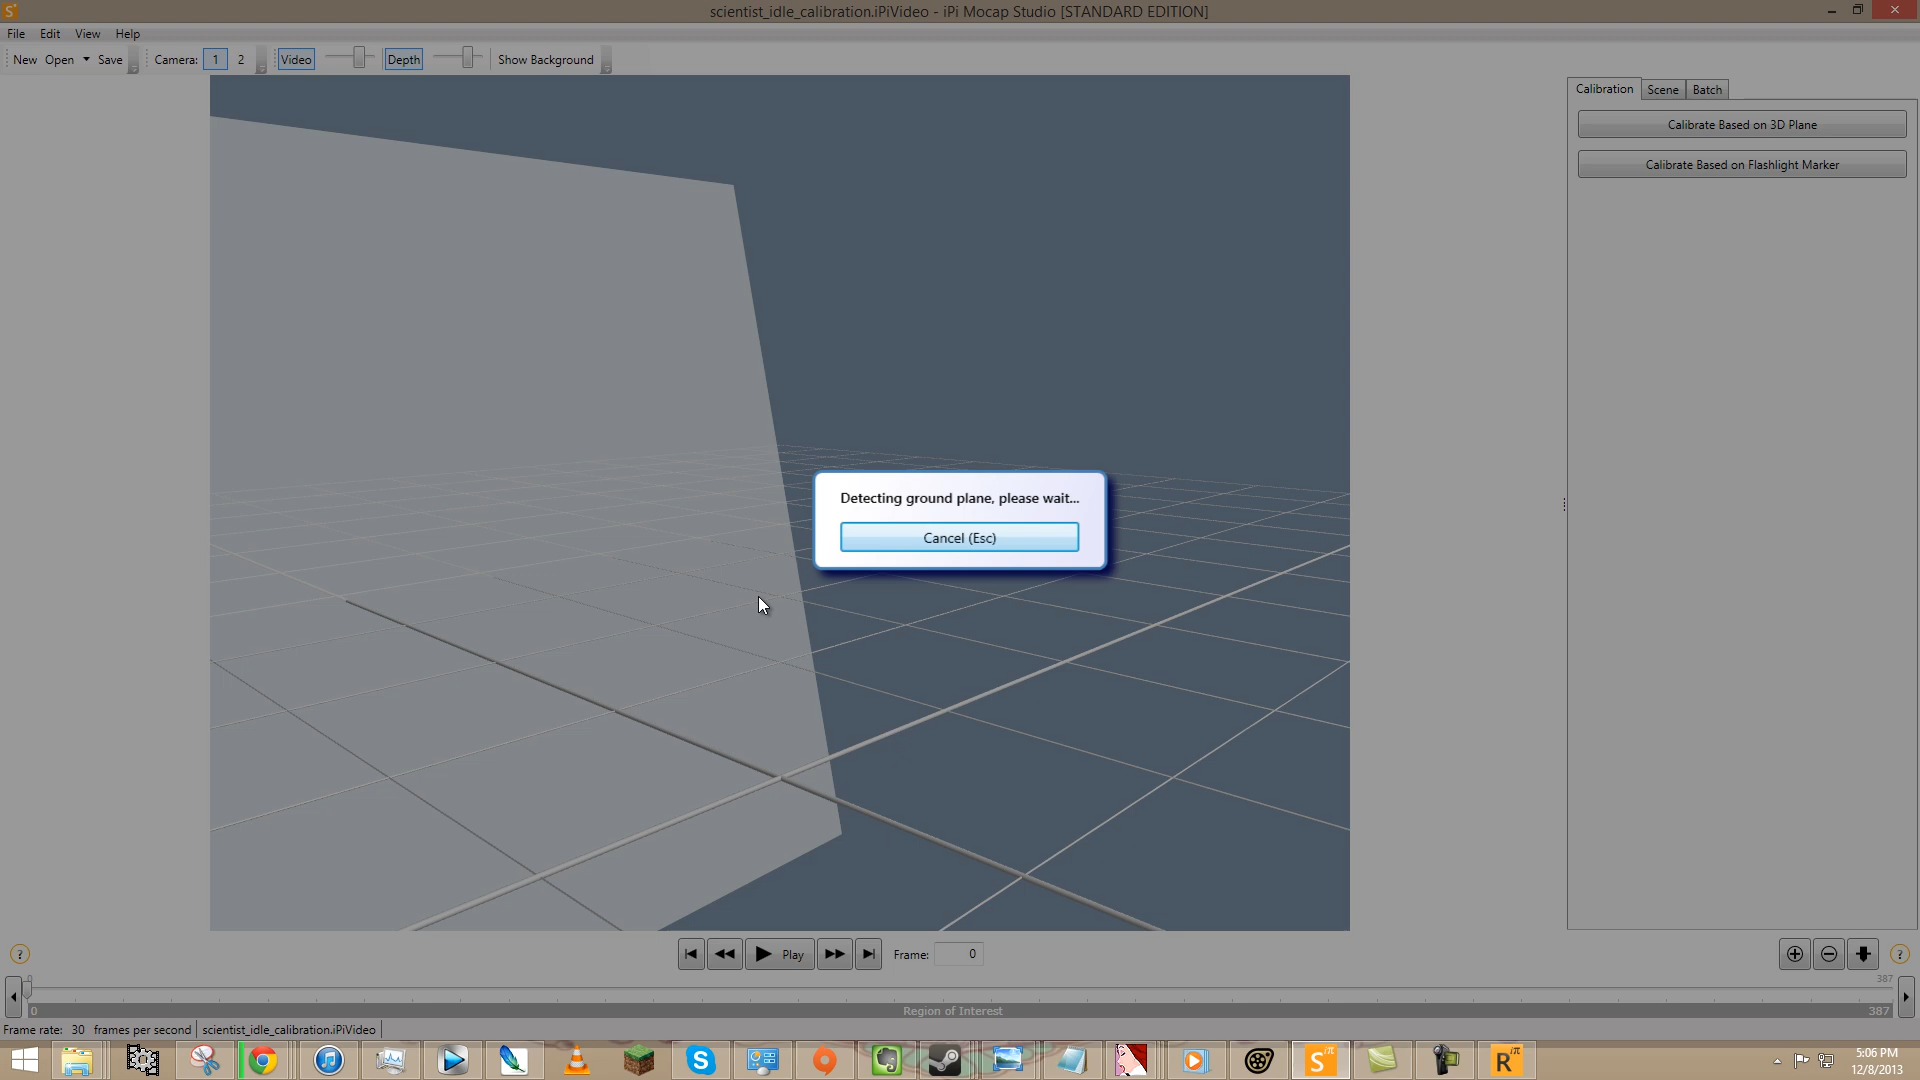 scientist_idle_calibration.iPiVideo - iPi Mocap Studio [STANDARD EDITION]
File Edit View Help
New Open Save Camera: 1 2 Video Depth Show Background
Calibration Scene Batch
Calibrate Based on 3D Plane
Calibrate Based on Flashlight Marker
Detecting ground plane, please wait...
Cancel (Esc)
Play Frame: 0
0 387
0 Region of Interest 387
Frame rate: 30 frames per second scientist_idle_calibration.iPiVideo
5:06 PM
12/8/2013